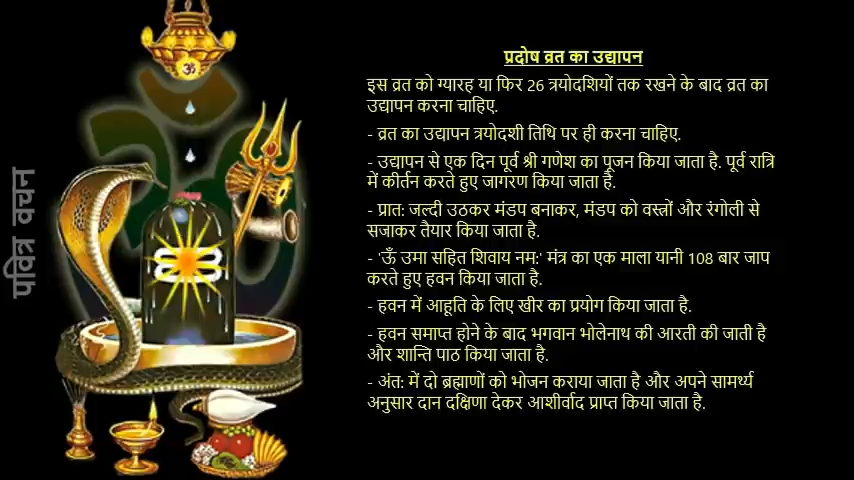 प्रदोष व्रत का उद्यापन
इस व्रत को ग्यारह या फिर 26 त्रयोदशियों तक रखने के बाद व्रत का
उद्यापन करना चाहिए.
- व्रत का उद्यापन त्रयोदशी तिथि पर ही करना चाहिए.
- उद्यापन से एक दिन पूर्व श्री गणेश का पूजन किया जाता है. पूर्व रात्रि
में कीर्तन करते हुए जागरण किया जाता है.
- प्रात: जल्दी उठकर मंडप बनाकर, मंडप को वस्त्रों और रंगोली से
सजाकर तैयार किया जाता है.
- 'ऊँ उमा सहित शिवाय नम:' मंत्र का एक माला यानी 108 बार जाप
करते हुए हवन किया जाता है.
- हवन में आहूति के लिए खीर का प्रयोग किया जाता है.
- हवन समाप्त होने के बाद भगवान भोलेनाथ की आरती की जाती है
और शान्ति पाठ किया जाता है.
- अंत: में दो ब्रह्माणों को भोजन कराया जाता है और अपने सामर्थ्य
अनुसार दान दक्षिणा देकर आशीर्वाद प्राप्त किया जाता है.
पवित्र वचन
ॐ